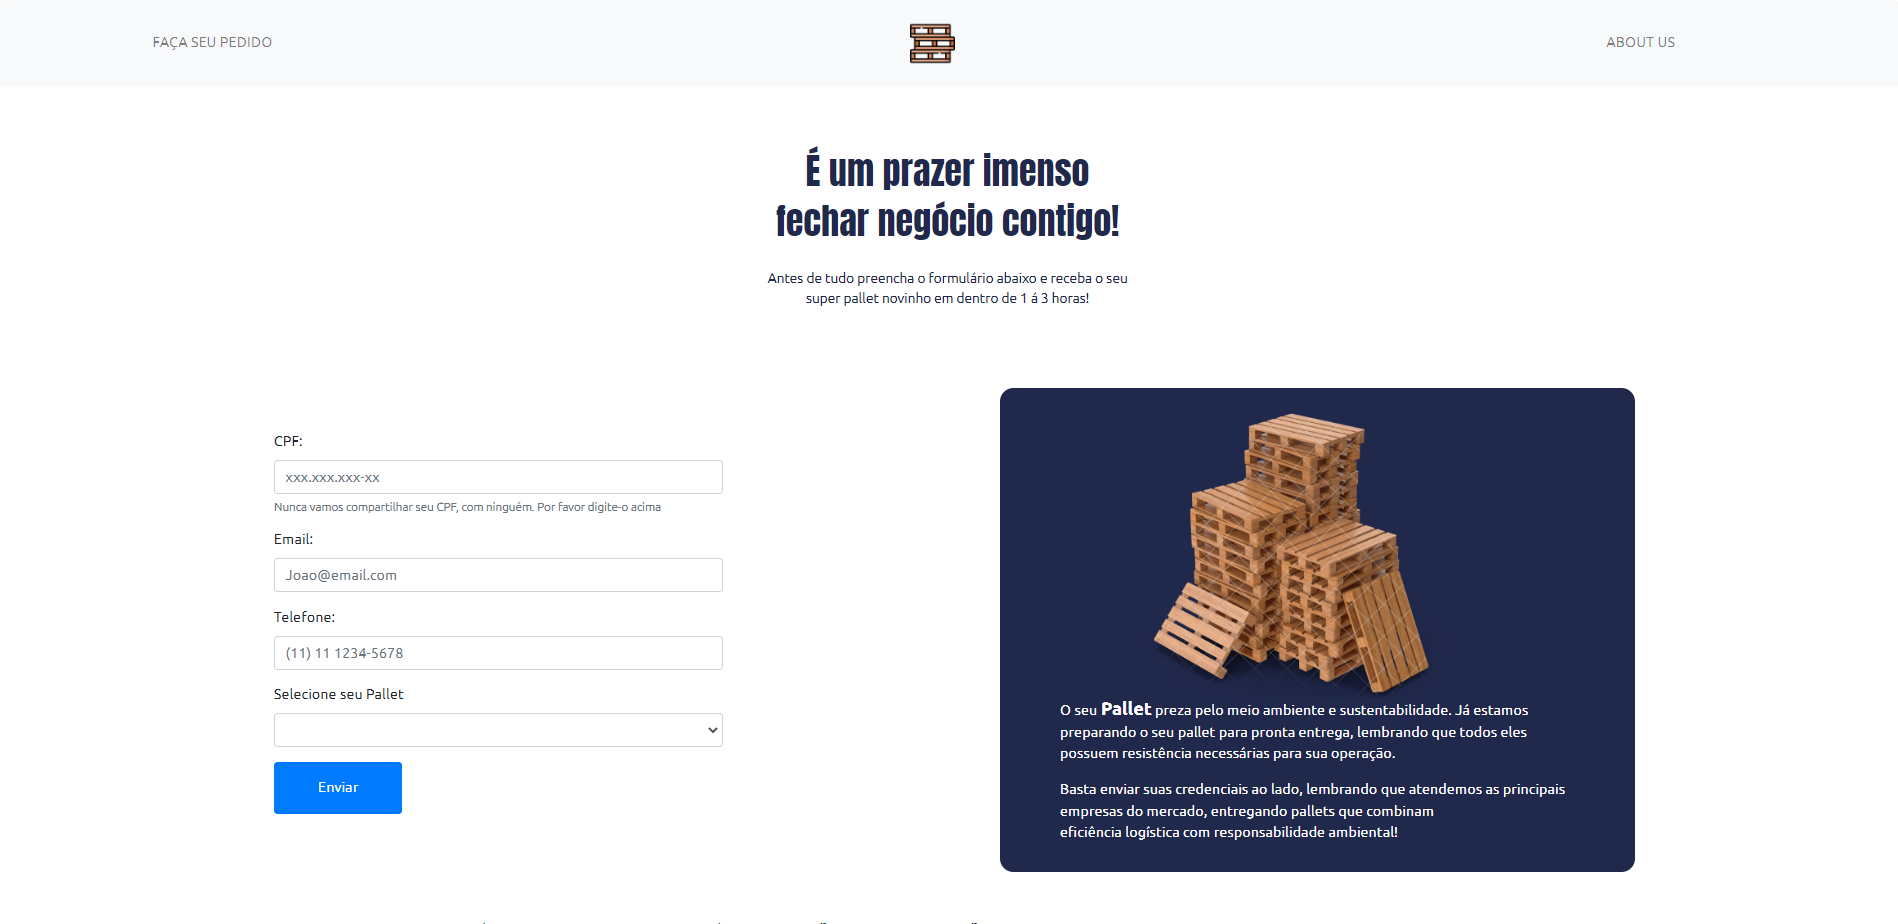 FAÇA SEU PEDIDO
ABOUT US
É um prazer imenso
fechar negócio contigo!
Antes de tudo preencha o formulário abaixo e receba o seu
super pallet novinho em dentro de 1 á 3 horas!
CPF:
xxx.xxx.xxx-xx
Nunca vamos compartilhar seu CPF, com ninguém. Por favor digite-o acima
Email:
Joao@email.com
Telefone:
(11) 11 1234-5678
Selecione seu Pallet
Enviar
O seu Pallet preza pelo meio ambiente e sustentabilidade. Já estamos
preparando o seu pallet para pronta entrega, lembrando que todos eles
possuem resistência necessárias para sua operação.
Basta enviar suas credenciais ao lado, lembrando que atendemos as principais
empresas do mercado, entregando pallets que combinam
eficiência logística com responsabilidade ambiental!